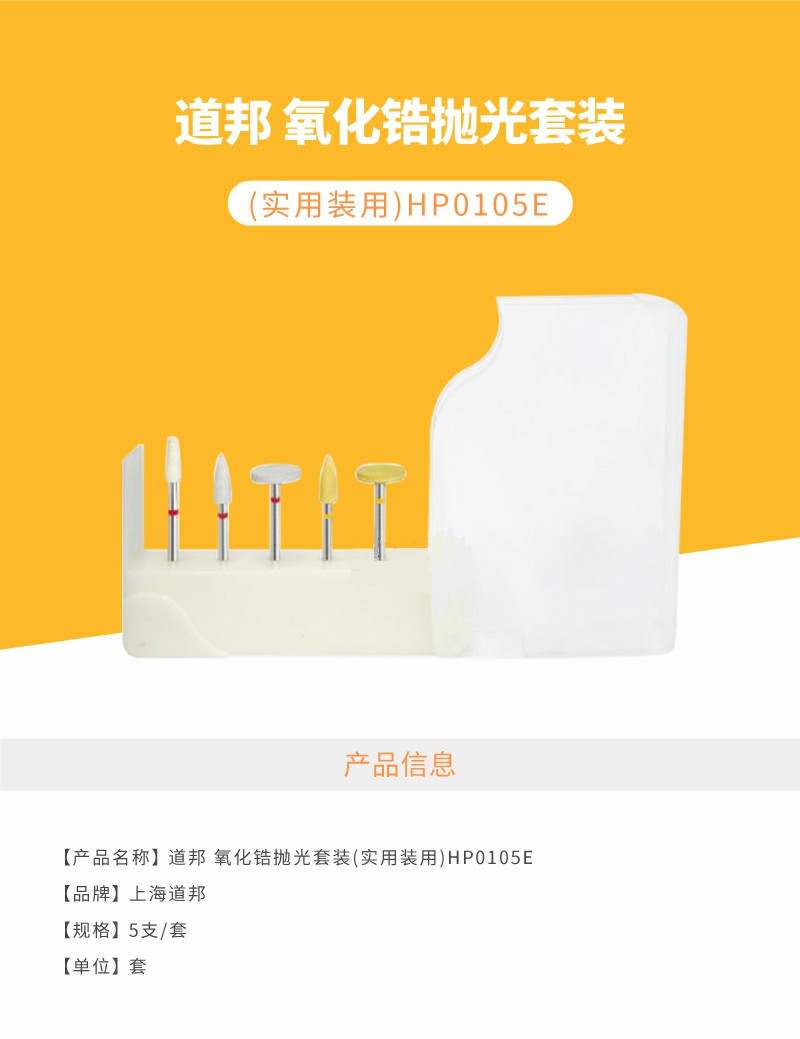 道邦 氧化锆抛光套装
(实用装用)HP0105E
产品信息
【产品名称】道邦 氧化锆抛光套装(实用装用)HP0105E
【品牌】上海道邦
【规格】5支/套
【单位】套